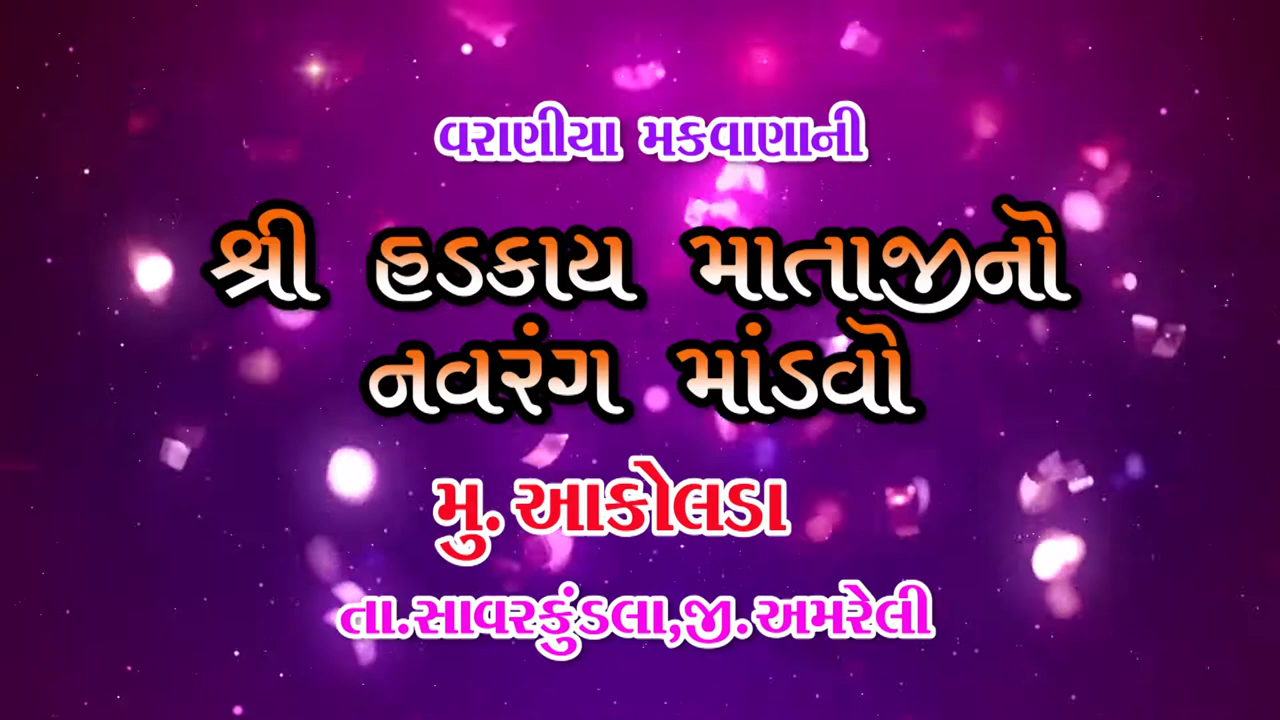 વરાણીયા મકવાણાની
શ્રી હડકાય માતાજીનો
નવરંગ માંડવો
મુ. આકોલડા
તા.સાવરકુંડલા,જી.અમરેલી